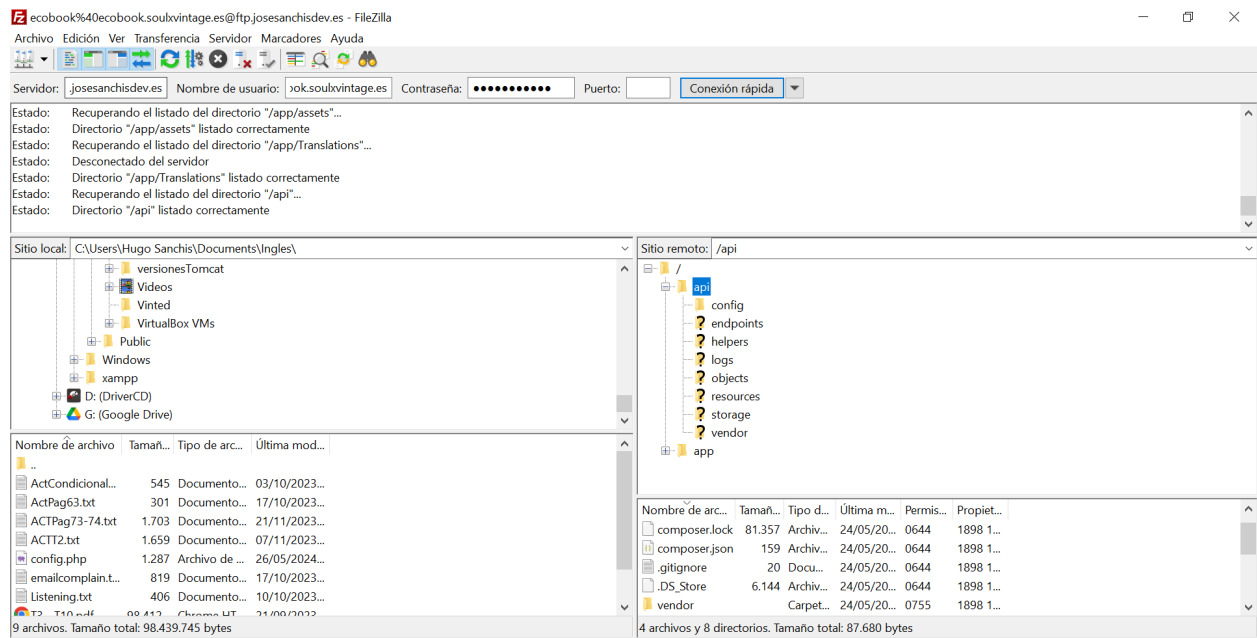 ecobook%40ecobook.soulxvintage.es@ftp.josesanchisdev.es - FileZilla
Archivo Edición Ver Transferencia Servidor Marcadores Ayuda
Servidor: .josesanchisdev.es Nombre de usuario: ook.soulxvintage.es Contraseña: ●●●●●●●●●●● Puerto: Conexión rápida
Estado: Recuperando el listado del directorio "/app/assets"...
Estado: Directorio "/app/assets" listado correctamente
Estado: Recuperando el listado del directorio "/app/Translations"...
Estado: Desconectado del servidor
Estado: Directorio "/app/Translations" listado correctamente
Estado: Recuperando el listado del directorio "/api"...
Estado: Directorio "/api" listado correctamente
Sitio local: C:\Users\Hugo Sanchis\Documents\Ingles\
versionesTomcat
Videos
Vinted
VirtualBox VMs
Public
Windows
xampp
D: (DriverCD)
G: (Google Drive)
Nombre de archivo Tamañ... Tipo de arc... Última mod...
..
ActCondicional... 545 Documento... 03/10/2023...
ActPag63.txt 301 Documento... 17/10/2023...
ACTPag73-74.txt 1.703 Documento... 21/11/2023...
ACTT2.txt 1.659 Documento... 07/11/2023...
config.php 1.287 Archivo de ... 26/05/2024...
emailcomplain.t... 819 Documento... 17/10/2023...
Listening.txt 406 Documento... 10/10/2023...
98.412... Chrome HT... 21/09/2023...
9 archivos. Tamaño total: 98.439.745 bytes
Sitio remoto: /api
/
api
config
endpoints
helpers
logs
objects
resources
storage
vendor
app
Nombre de arc... Tamañ... Tipo d... Última m... Permis... Propiet...
composer.lock 81.357 Archiv... 24/05/20... 0644 1898 1...
composer.json 159 Archiv... 24/05/20... 0644 1898 1...
.gitignore 20 Docu... 24/05/20... 0644 1898 1...
.DS_Store 6.144 Archiv... 24/05/20... 0644 1898 1...
vendor Carpet... 24/05/20... 0755 1898 1...
4 archivos y 8 directorios. Tamaño total: 87.680 bytes